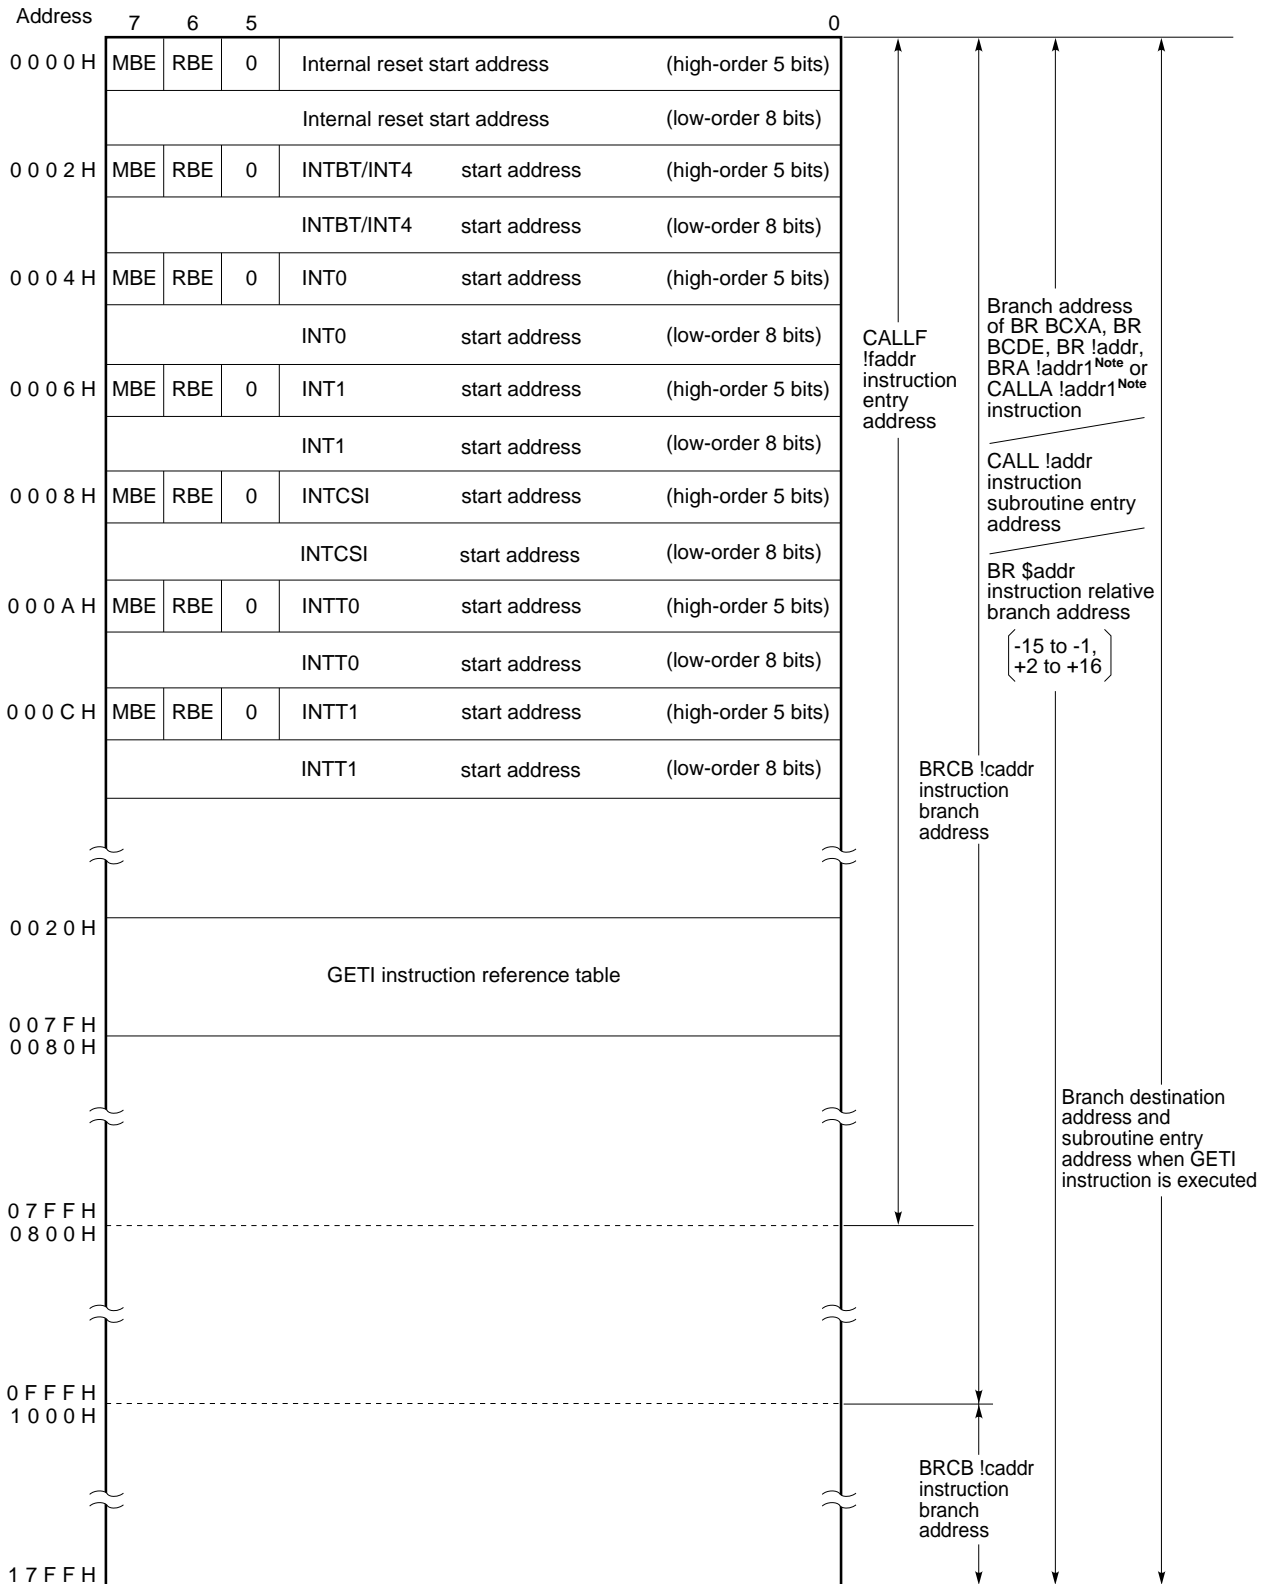 Address 7 6 5 0
0000H MBE RBE 0 Internal reset start address (high-order 5 bits)
Internal reset start address (low-order 8 bits)
0002H MBE RBE 0 INTBT/INT4 start address (high-order 5 bits)
INTBT/INT4 start address (low-order 8 bits)
0004H MBE RBE 0 INT0 start address (high-order 5 bits)
INT0 start address (low-order 8 bits)
0006H MBE RBE 0 INT1 start address (high-order 5 bits)
INT1 start address (low-order 8 bits)
0008H MBE RBE 0 INTCSI start address (high-order 5 bits)
INTCSI start address (low-order 8 bits)
000AH MBE RBE 0 INTT0 start address (high-order 5 bits)
INTT0 start address (low-order 8 bits)
000CH MBE RBE 0 INTT1 start address (high-order 5 bits)
INTT1 start address (low-order 8 bits)
0020H
GETI instruction reference table
007FH
0080H
07FFH
0800H
0FFFH
1000H
17FFH
CALLF
!faddr
instruction
entry
address
BRCB !caddr
instruction
branch
address
BRCB !caddr
instruction
branch
address
Branch address
of BR BCXA, BR
BCDE, BR !addr,
BRA !addr1Note or
CALLA !addr1Note
instruction
CALL !addr
instruction
subroutine entry
address
BR $addr
instruction relative
branch address
-15 to -1,
+2 to +16
Branch destination
address and
subroutine entry
address when GETI
instruction is executed